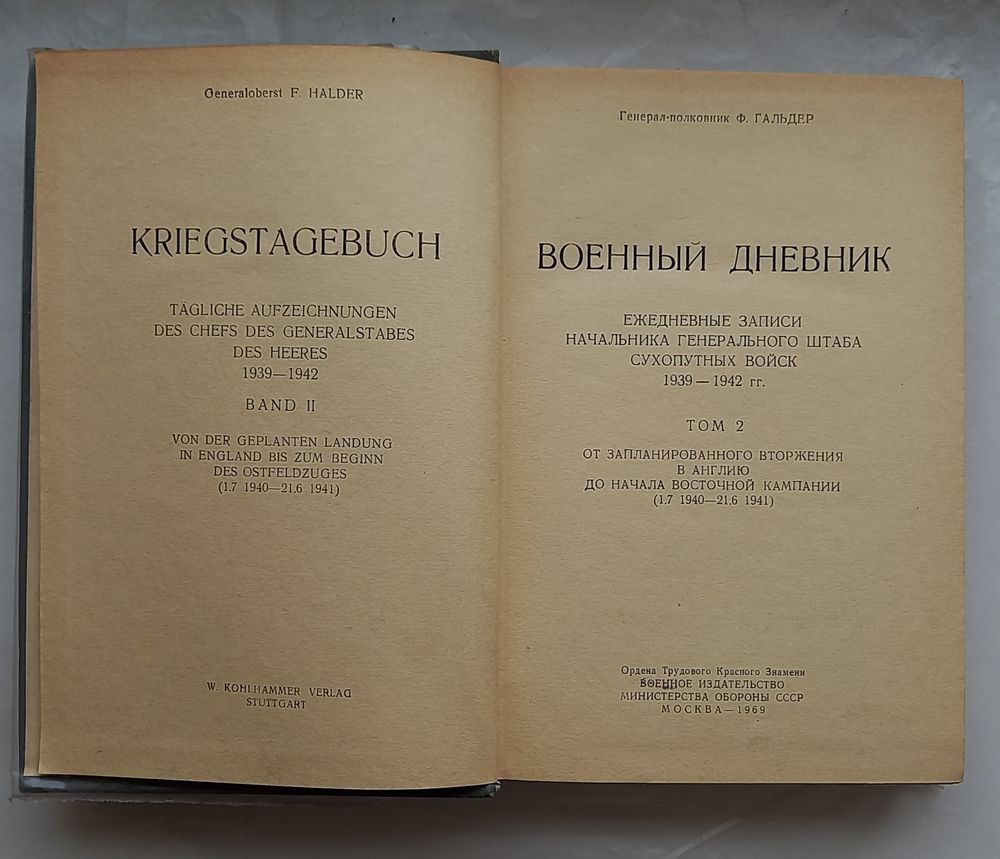 Generaloberst F. HALDER
KRIEGSTAGEBUCH
TÄGLICHE AUFZEICHNUNGEN
DES CHEFS DES GENERALSTABES
DES HEERES
1939—1942
BAND II
VON DER GEPLANTEN LANDUNG
IN ENGLAND BIS ZUM BEGINN
DES OSTFELDZUGES
(1.7 1940—21.6 1941)
W. KOHLHAMMER VERLAG
STUTTGART
Генерал-полковник Ф. ГАЛЬДЕР
ВОЕННЫЙ ДНЕВНИК
ЕЖЕДНЕВНЫЕ ЗАПИСИ
НАЧАЛЬНИКА ГЕНЕРАЛЬНОГО ШТАБА
СУХОПУТНЫХ ВОЙСК
1939 — 1942 гг.
ТОМ 2
ОТ ЗАПЛАНИРОВАННОГО ВТОРЖЕНИЯ
В АНГЛИЮ
ДО НАЧАЛА ВОСТОЧНОЙ КАМПАНИИ
(1.7 1940—21.6 1941)
Ордена Трудового Красного Знамени
ВОЕННОЕ ИЗДАТЕЛЬСТВО
МИНИСТЕРСТВА ОБОРОНЫ СССР
МОСКВА — 1969